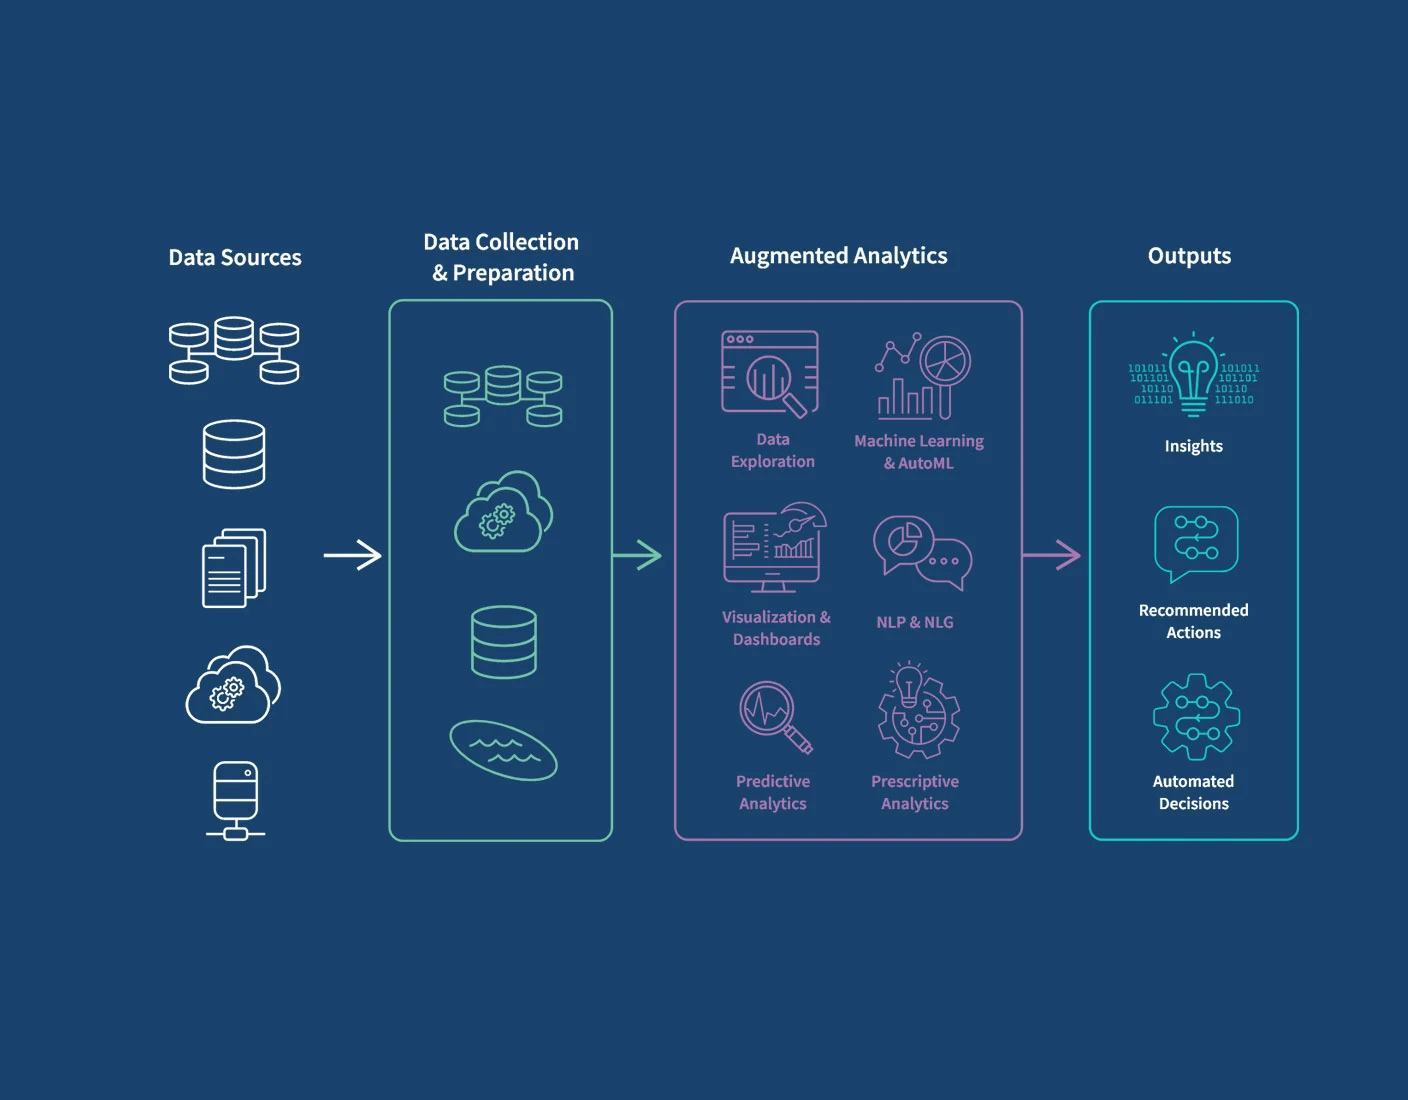 Data Sources
Data Collection
& Preparation
Augmented Analytics
Outputs
Data
Exploration
Machine Learning
& AutoML
Visualization &
Dashboards
NLP & NLG
Predictive
Analytics
Prescriptive
Analytics
101011 101011
101101 101101
10110 10110
011101 111010
Insights
Recommended
Actions
Automated
Decisions